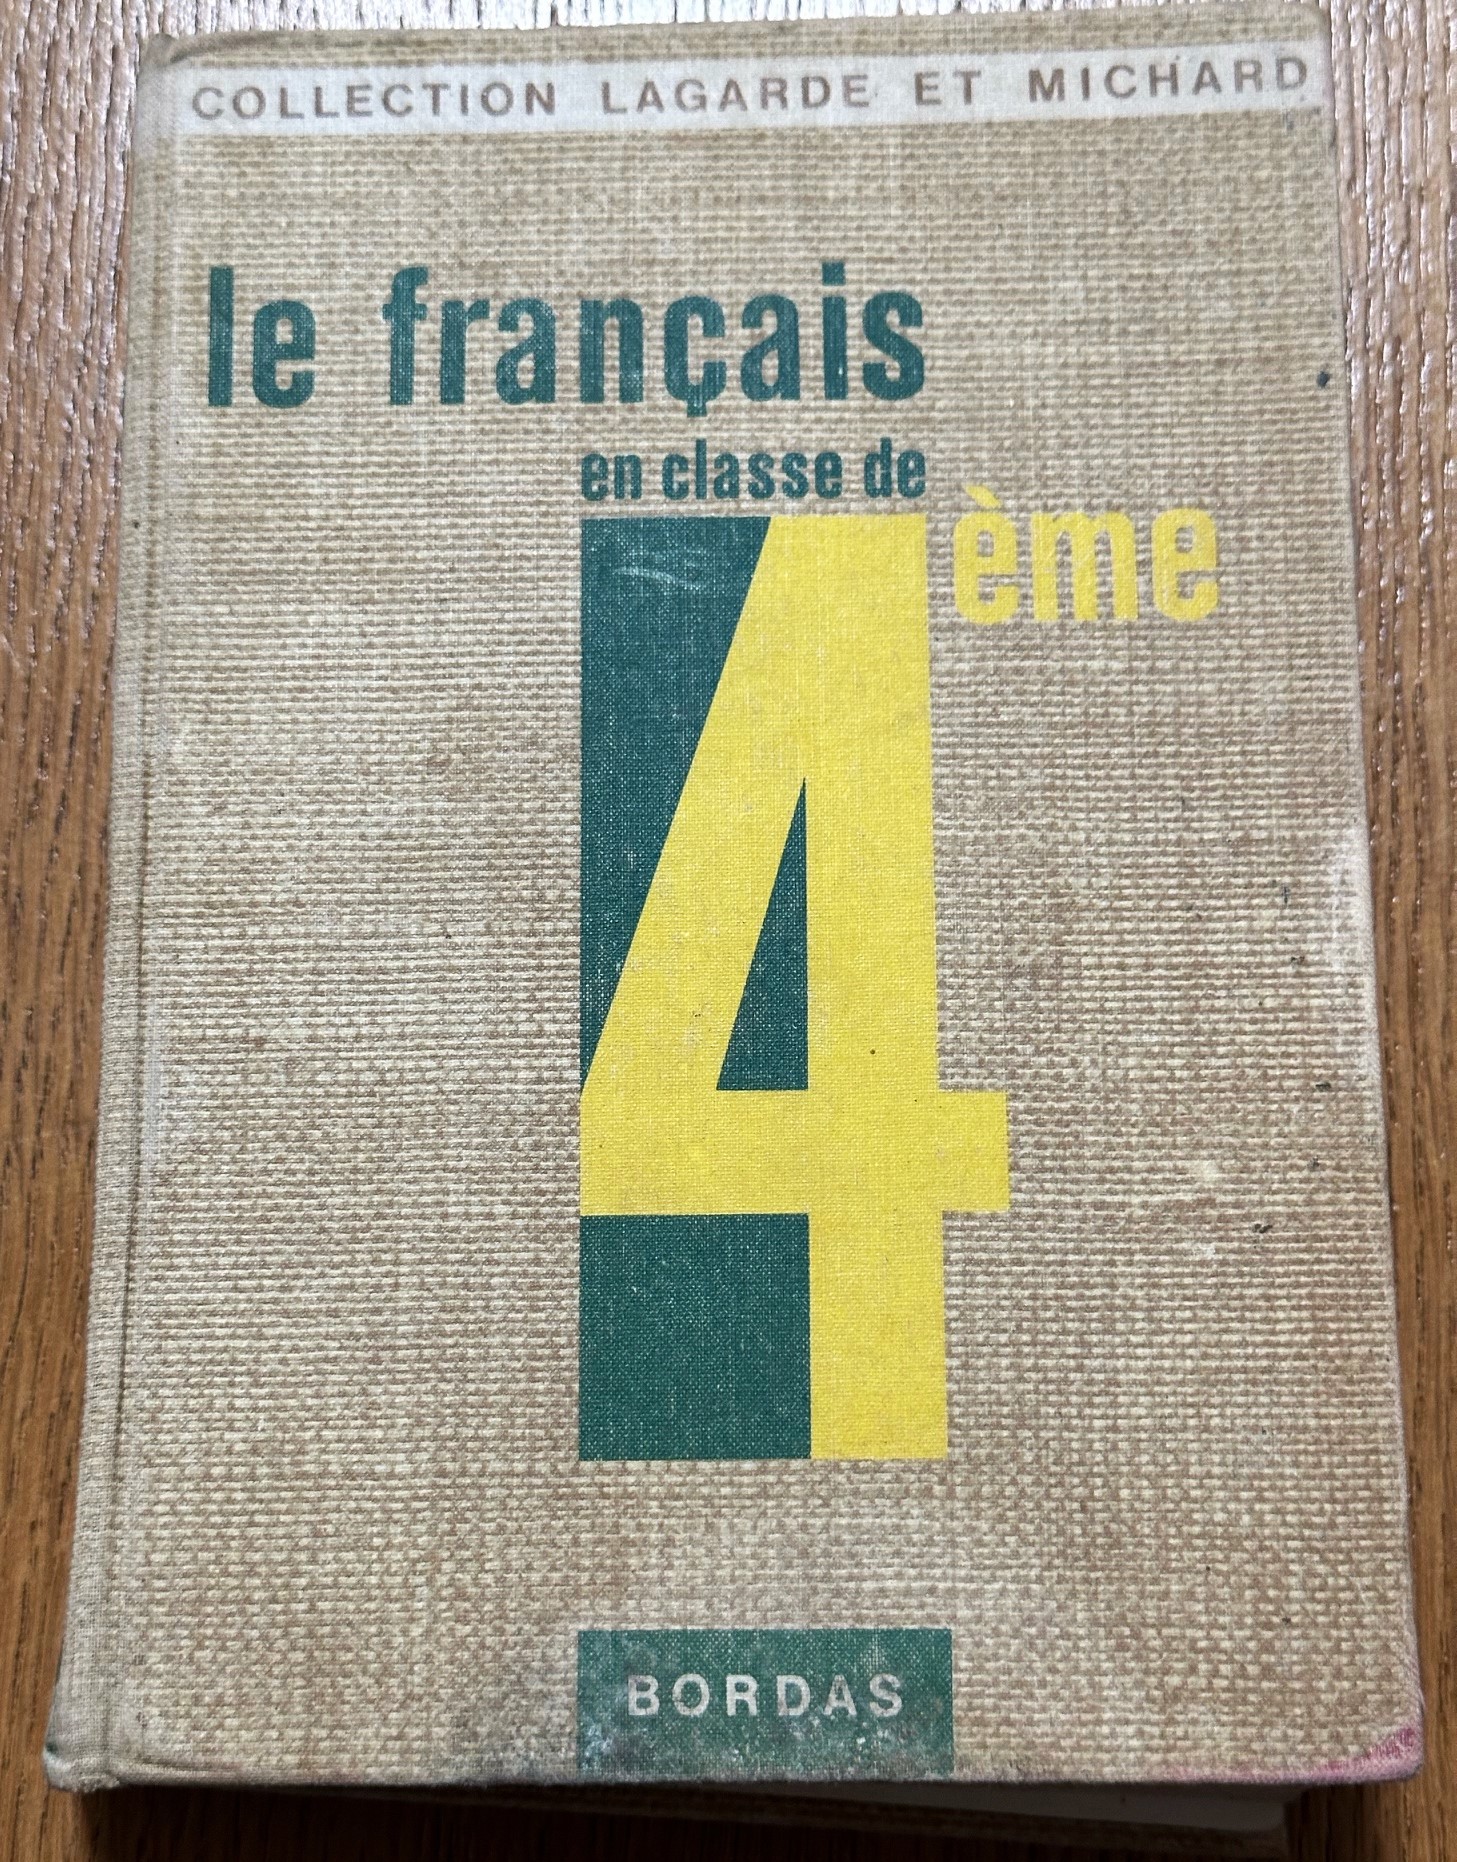 COLLECTION LAGARDE ET MICHARD
le français
en classe de
4ème
BORDAS